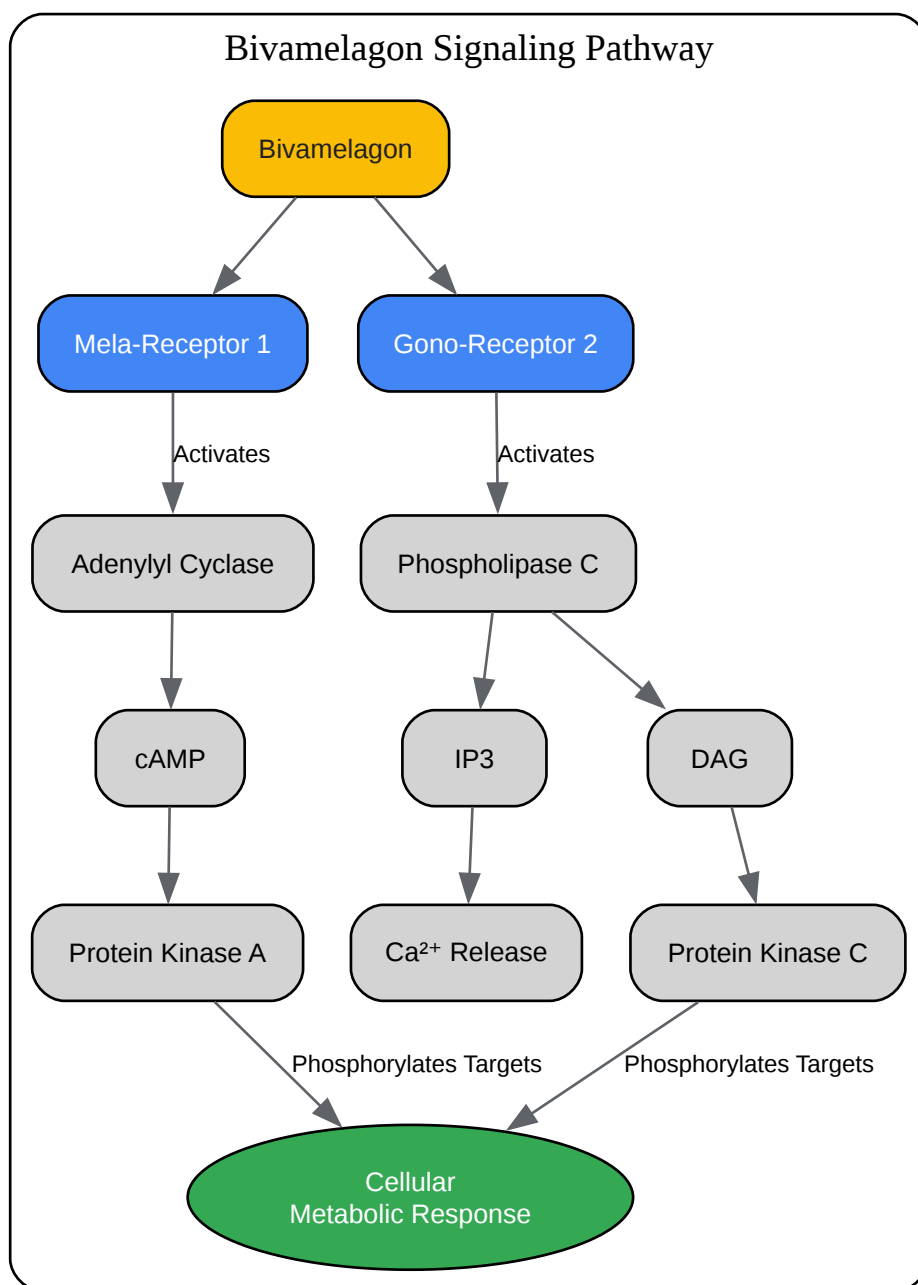 Bivamelagon Signaling Pathway
Bivamelagon
Mela-Receptor 1
Gono-Receptor 2
Activates
Activates
Adenylyl Cyclase
Phospholipase C
cAMP
IP3
DAG
Protein Kinase A
Ca²⁺ Release
Protein Kinase C
Phosphorylates Targets
Phosphorylates Targets
Cellular
Metabolic Response